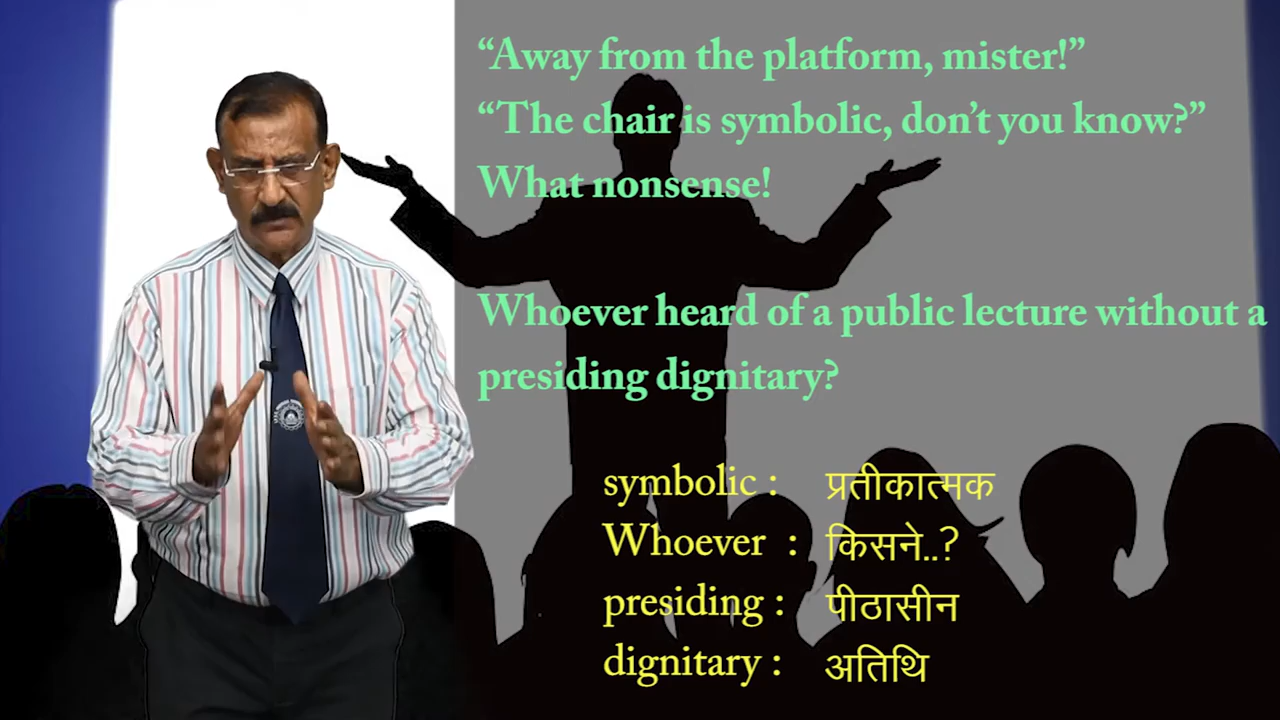 “Away from the platform, mister!”
“The chair is symbolic, don’t you know?”
What nonsense!
Whoever heard of a public lecture without a
presiding dignitary?
symbolic : प्रतीकात्मक
Whoever : किसने..?
presiding : पीठासीन
dignitary : अतिथि